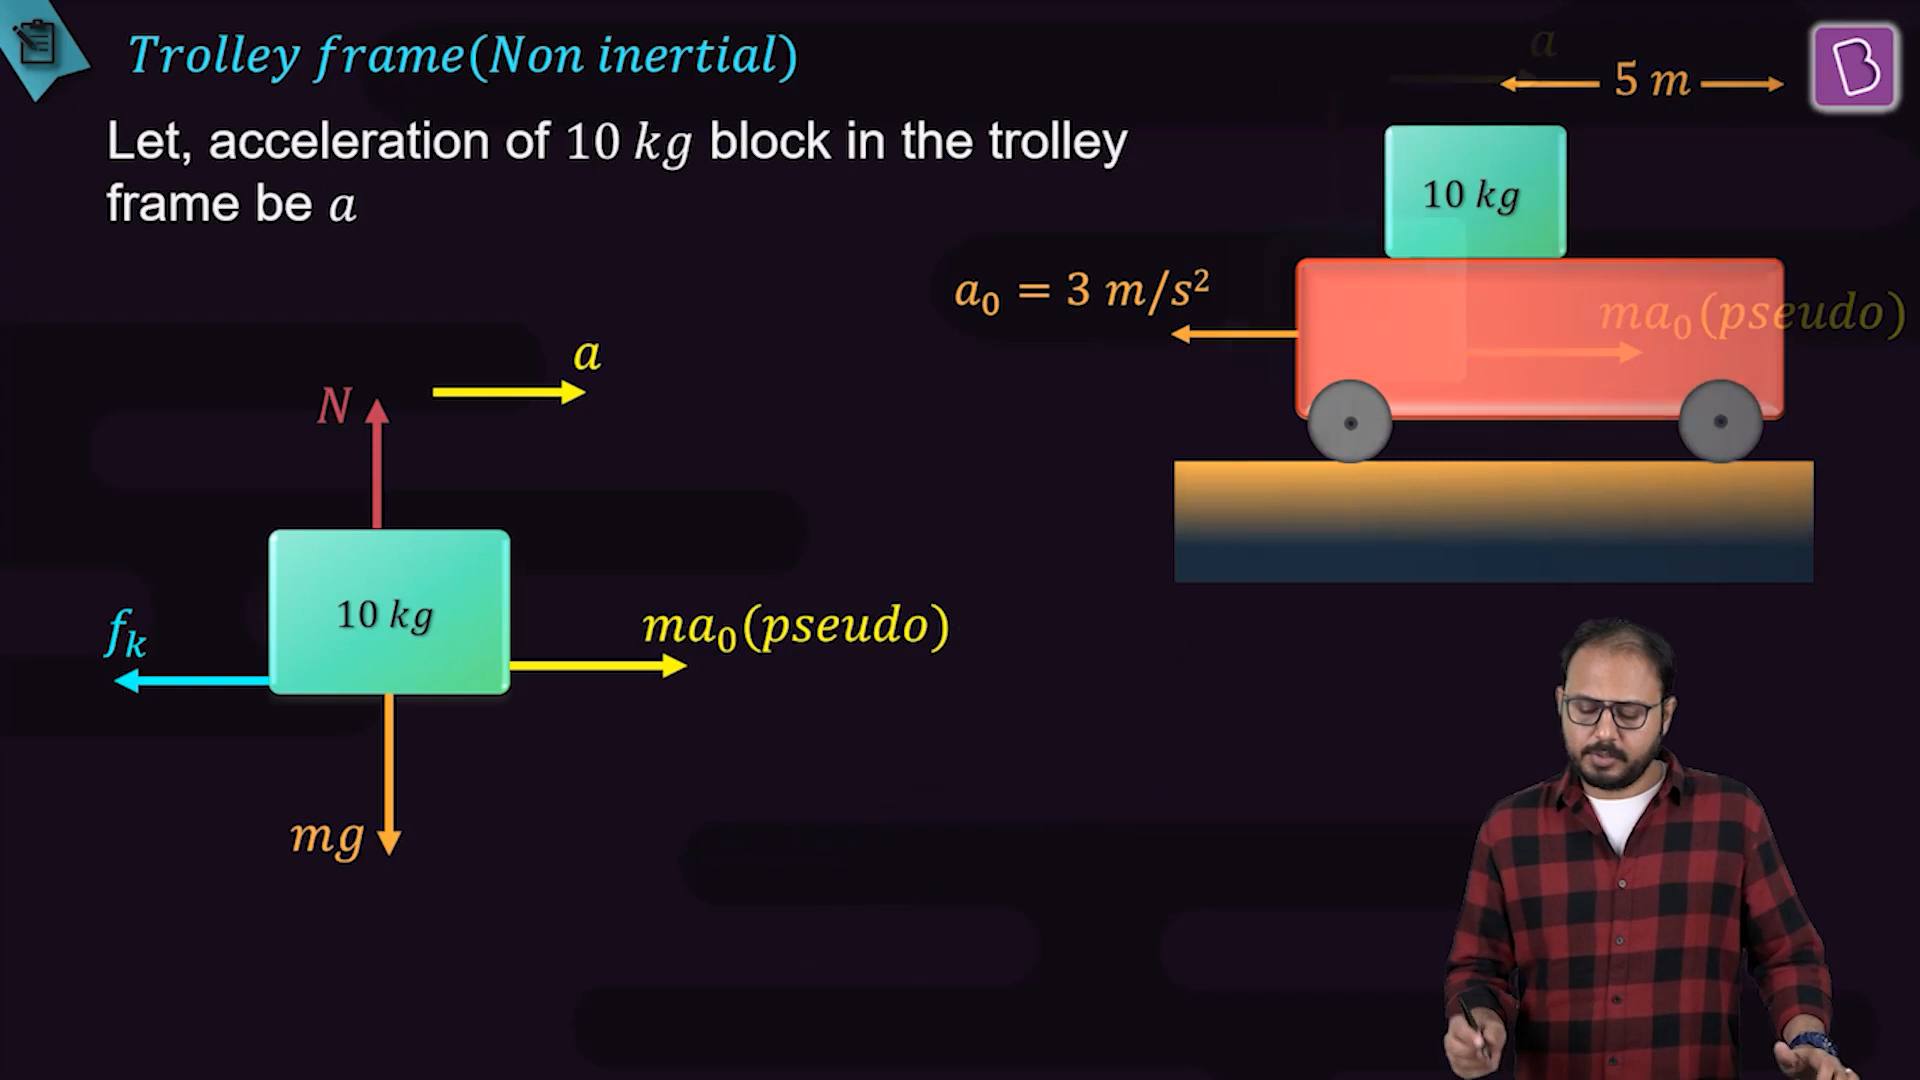 Trolley frame(Non inertial)
Let, acceleration of 10 kg block in the trolley
frame be a
a
5 m
B
10 kg
a₀ = 3 m/s²
ma₀(pseudo)
a
N
10 kg
fₖ
ma₀(pseudo)
mg